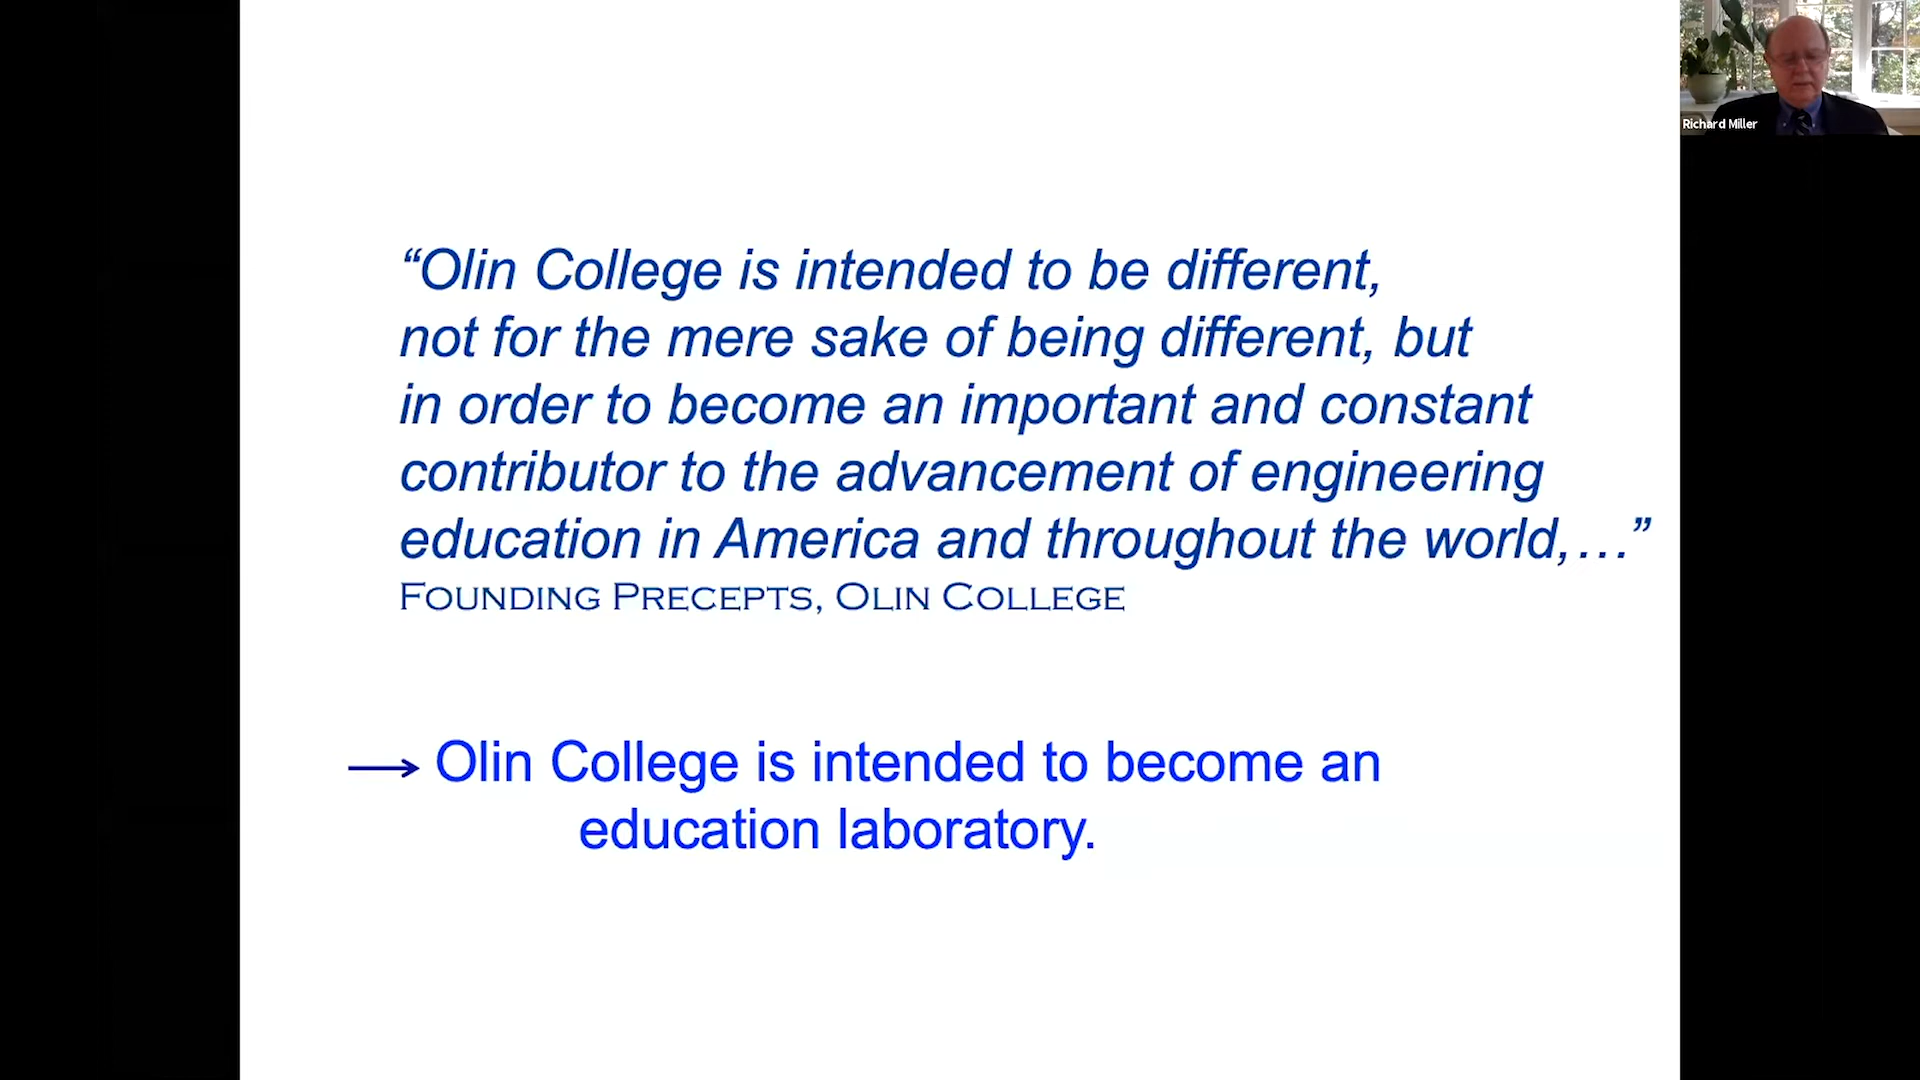 Richard Miller
“Olin College is intended to be different,
not for the mere sake of being different, but
in order to become an important and constant
contributor to the advancement of engineering
education in America and throughout the world,…”
FOUNDING PRECEPTS, OLIN COLLEGE
→ Olin College is intended to become an
education laboratory.